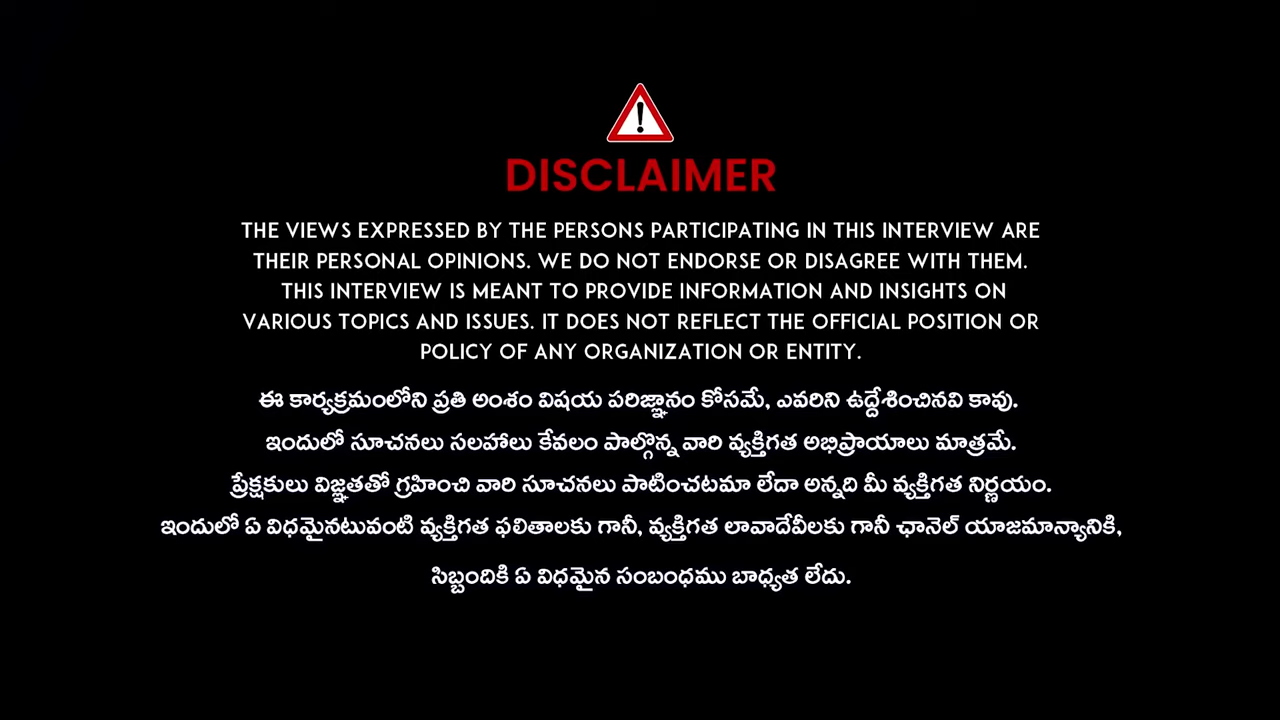 DISCLAIMER
THE VIEWS EXPRESSED BY THE PERSONS PARTICIPATING IN THIS INTERVIEW ARE
THEIR PERSONAL OPINIONS. WE DO NOT ENDORSE OR DISAGREE WITH THEM.
THIS INTERVIEW IS MEANT TO PROVIDE INFORMATION AND INSIGHTS ON
VARIOUS TOPICS AND ISSUES. IT DOES NOT REFLECT THE OFFICIAL POSITION OR
POLICY OF ANY ORGANIZATION OR ENTITY.
ఈ కార్యక్రమంలోని ప్రతి అంశం విషయ పరిజ్ఞానం కోసమే, ఎవరిని ఉద్దేశించినవి కావు.
ఇందులో సూచనలు సలహాలు కేవలం పాల్గొన్న వారి వ్యక్తిగత అభిప్రాయాలు మాత్రమే.
ప్రేక్షకులు విజ్ఞతతో గ్రహించి వారి సూచనలు పాటించటమా లేదా అన్నది మీ వ్యక్తిగత నిర్ణయం.
ఇందులో ఏ విధమైనటువంటి వ్యక్తిగత ఫలితాలకు గానీ, వ్యక్తిగత లావాదేవీలకు గానీ ఛానెల్ యాజమాన్యానికి,
సిబ్బందికి ఏ విధమైన సంబంధము బాధ్యత లేదు.